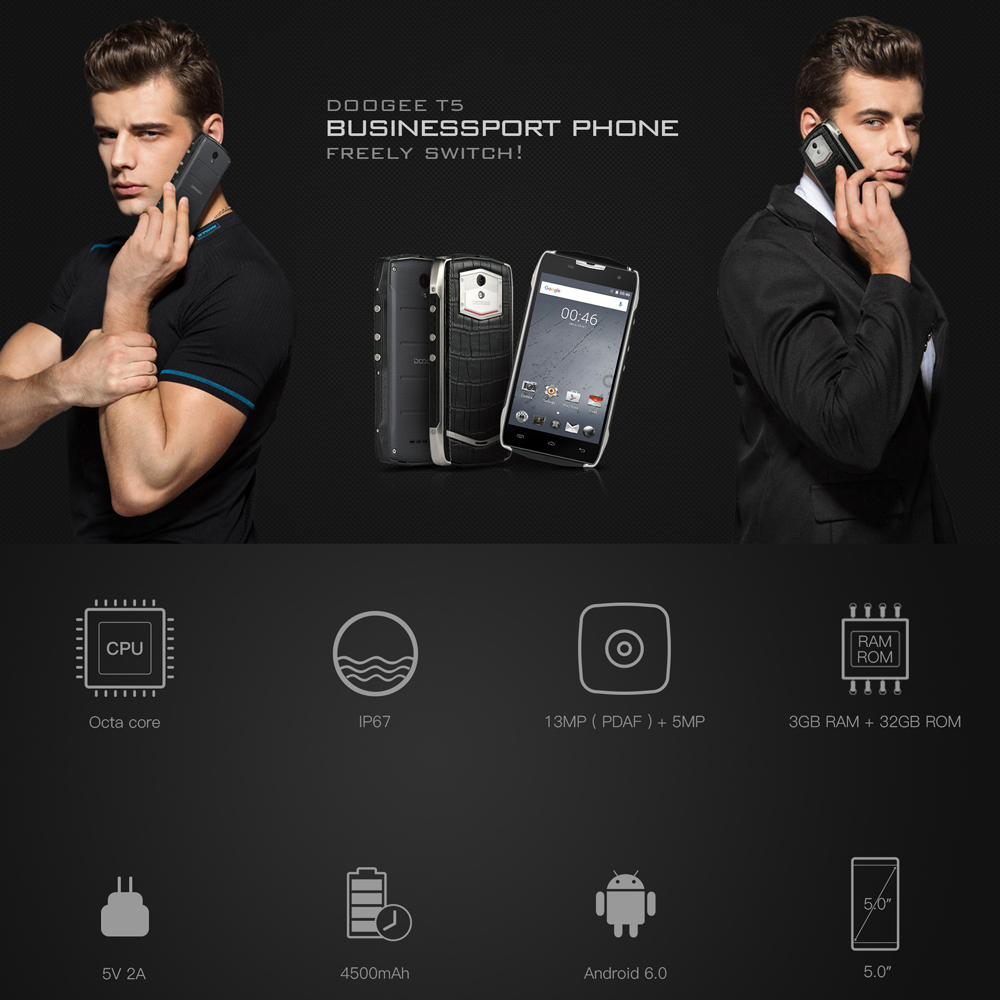 DOOGEE T5
BUSINESSPORT PHONE
FREELY SWITCH!
Google
00:46
CPU
Octa core
IP67
13MP ( PDAF ) + 5MP
RAM
ROM
3GB RAM + 32GB ROM
5V 2A
4500mAh
Android 6.0
5.0"
5.0"